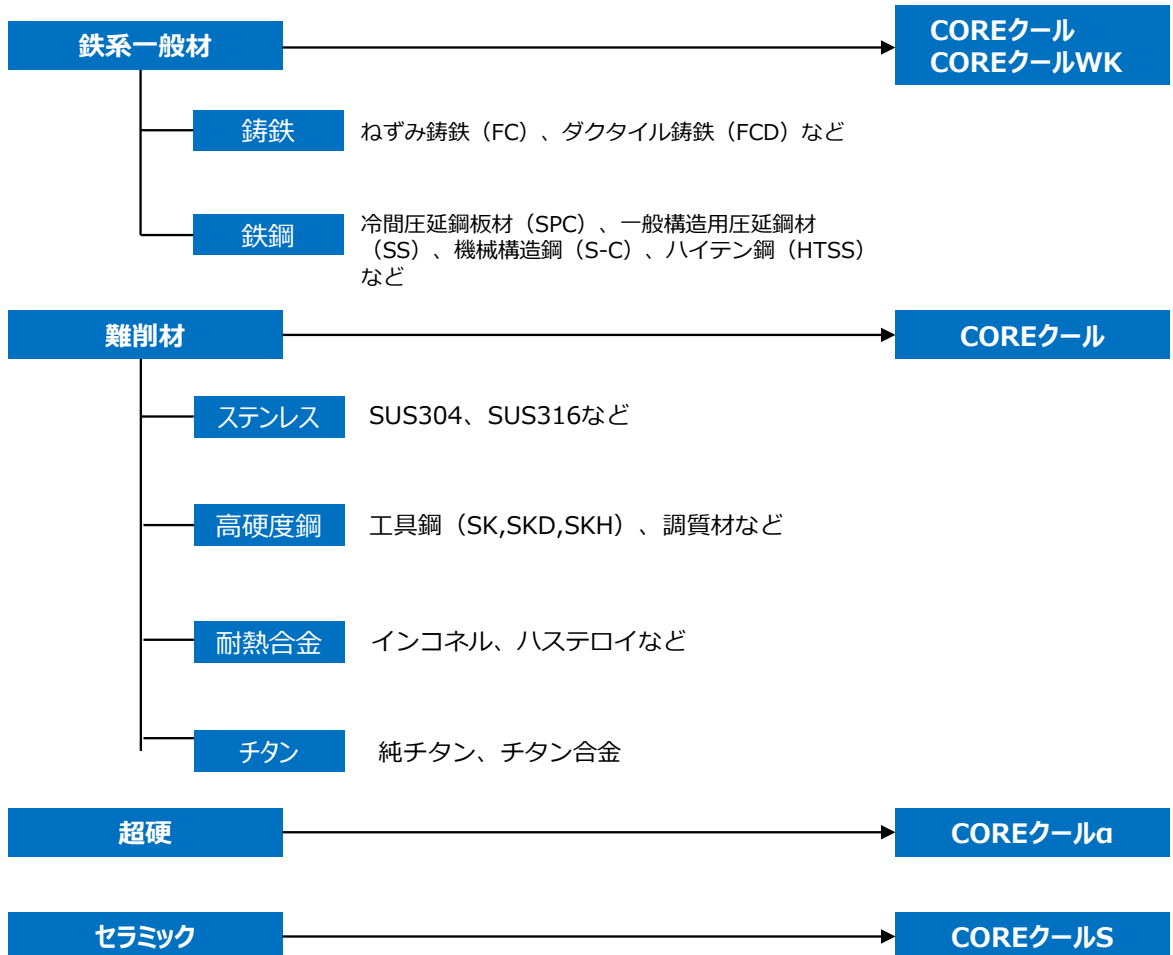 鉄系一般材
COREクール
COREクールWK
鋳鉄
ねずみ鋳鉄（FC）、ダクタイル鋳鉄（FCD）など
鉄鋼
冷間圧延鋼板材（SPC）、一般構造用圧延鋼材
（SS）、機械構造鋼（S-C）、ハイテン鋼（HTSS）
など
難削材
COREクール
ステンレス
SUS304、SUS316など
高硬度鋼
工具鋼（SK,SKD,SKH）、調質材など
耐熱合金
インコネル、ハステロイなど
チタン
純チタン、チタン合金
超硬
COREクールα
セラミック
COREクールS